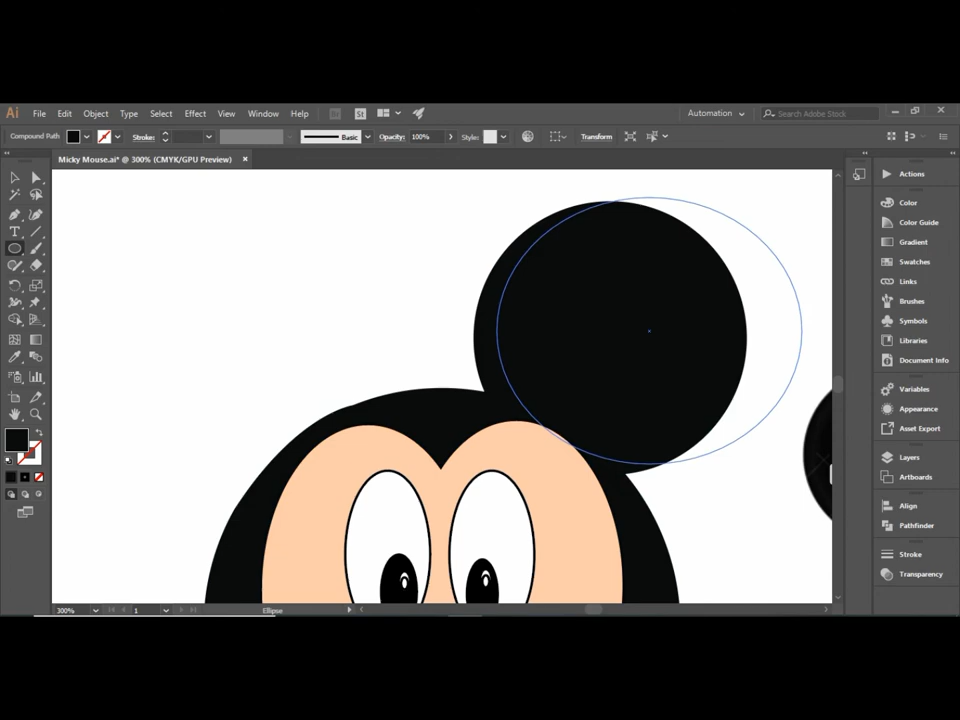 Ai File Edit Object Type Select Effect View Window Help St Automation Search Adobe Stock
Compound Path Stroke: Basic Opacity: 100% Style: Transform
Micky Mouse.ai* @ 300% (CMYK/GPU Preview) ×
Actions
Color
Color Guide
Gradient
Swatches
Links
Brushes
Symbols
Libraries
Document Info
Variables
Appearance
Asset Export
Layers
Artboards
Align
Pathfinder
Stroke
Transparency
300% 1 Ellipse